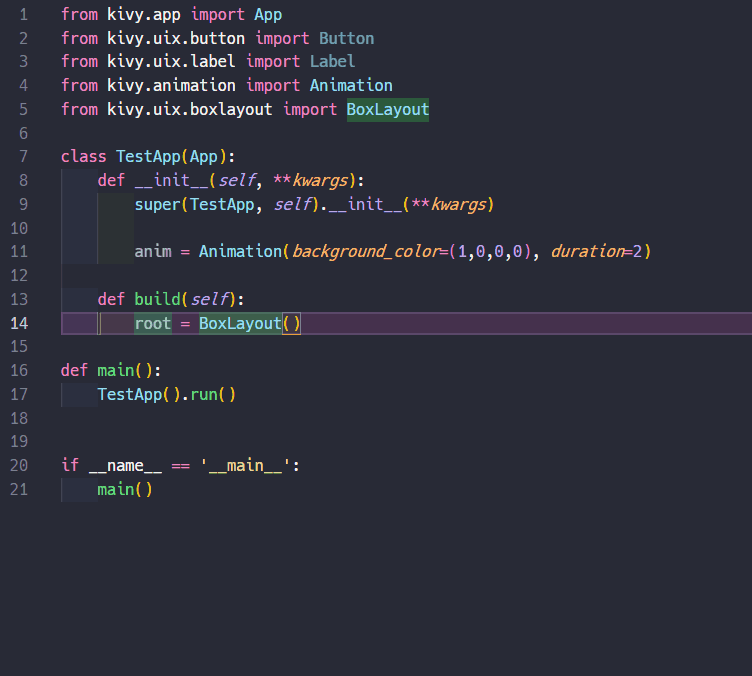 1 from kivy.app import App
2 from kivy.uix.button import Button
3 from kivy.uix.label import Label
4 from kivy.animation import Animation
5 from kivy.uix.boxlayout import BoxLayout
6
7 class TestApp(App):
8     def __init__(self, **kwargs):
9         super(TestApp, self).__init__(**kwargs)
10
11         anim = Animation(background_color=(1,0,0,0), duration=2)
12
13     def build(self):
14         root = BoxLayout()
15
16 def main():
17     TestApp().run()
18
19
20 if __name__ == '__main__':
21     main()